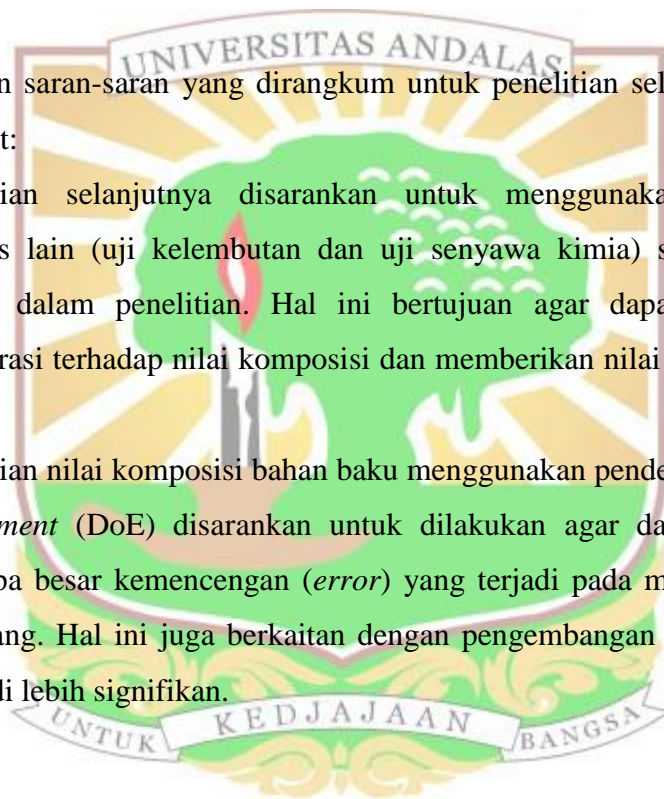 UNIVERSITAS ANDALAS
n saran-saran yang dirangkum untuk penelitian sel
t:
ian selanjutnya disarankan untuk menggunaka
s lain (uji kelembutan dan uji senyawa kimia) s
dalam penelitian. Hal ini bertujuan agar dapa
rasi terhadap nilai komposisi dan memberikan nilai
ian nilai komposisi bahan baku menggunakan pende
ment (DoE) disarankan untuk dilakukan agar da
pa besar kemencengan (error) yang terjadi pada m
ang. Hal ini juga berkaitan dengan pengembangan
di lebih signifikan.
UNTUK KEDJAJAAN BANGSA